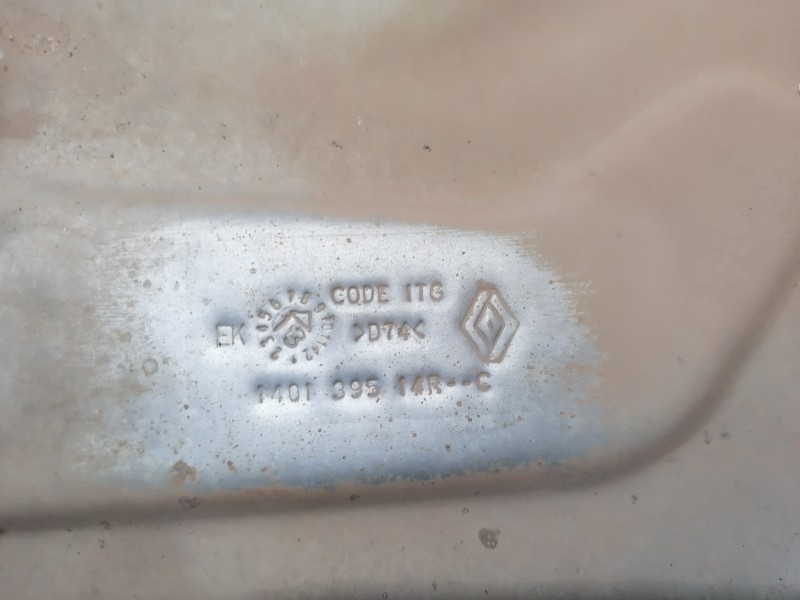 CODE ITG
EK >D74<
1401 395 14R--C